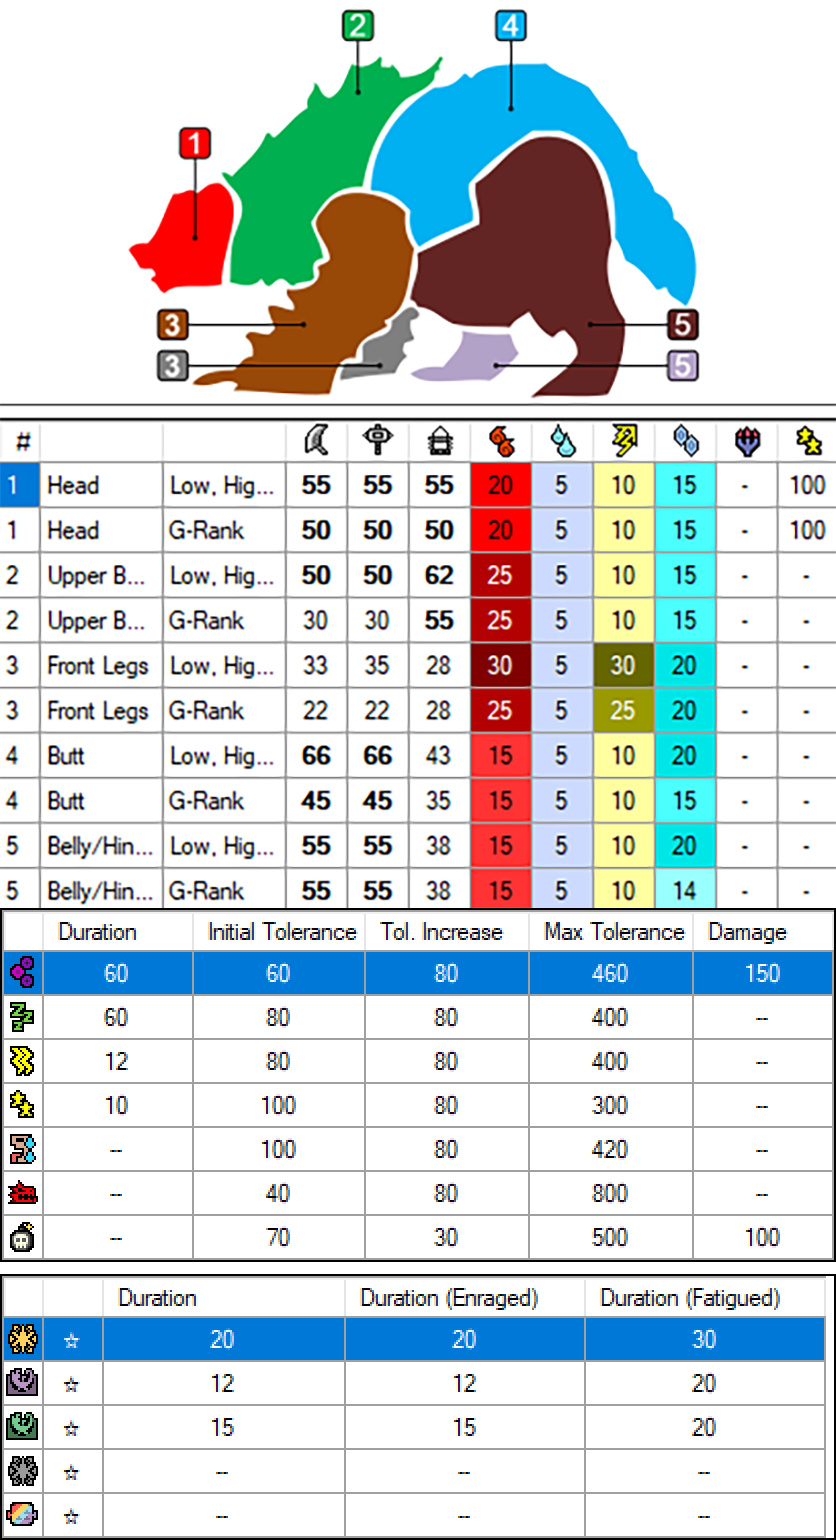 2
4
1
3
5
3
5
#
1 Head Low, Hig... 55 55 55 20 5 10 15 - 100
1 Head G-Rank 50 50 50 20 5 10 15 - 100
2 Upper B... Low, Hig... 50 50 62 25 5 10 15 - -
2 Upper B... G-Rank 30 30 55 25 5 10 15 - -
3 Front Legs Low, Hig... 33 35 28 30 5 30 20 - -
3 Front Legs G-Rank 22 22 28 25 5 25 20 - -
4 Butt Low, Hig... 66 66 43 15 5 10 20 - -
4 Butt G-Rank 45 45 35 15 5 10 15 - -
5 Belly/Hin... Low, Hig... 55 55 38 15 5 10 20 - -
5 Belly/Hin... G-Rank 55 55 38 15 5 10 14 - -
Duration Initial Tolerance Tol. Increase Max Tolerance Damage
60 60 80 460 150
60 80 80 400 --
12 80 80 400 --
10 100 80 300 --
-- 100 80 420 --
-- 40 80 800 --
-- 70 30 500 100
Duration Duration (Enraged) Duration (Fatigued)
☆ 20 20 30
☆ 12 12 20
☆ 15 15 20
☆ -- -- --
☆ -- -- --